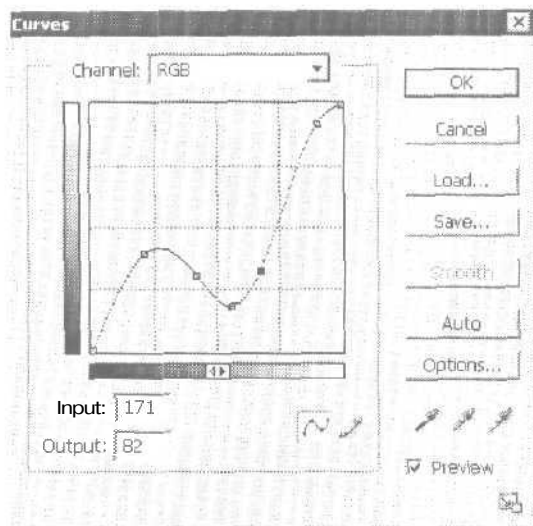 Curves
Channel: RGB
OK
Cancel
Load...
Save...
Smooth
Auto
Options...
Input: 171
Output: 82
Preview